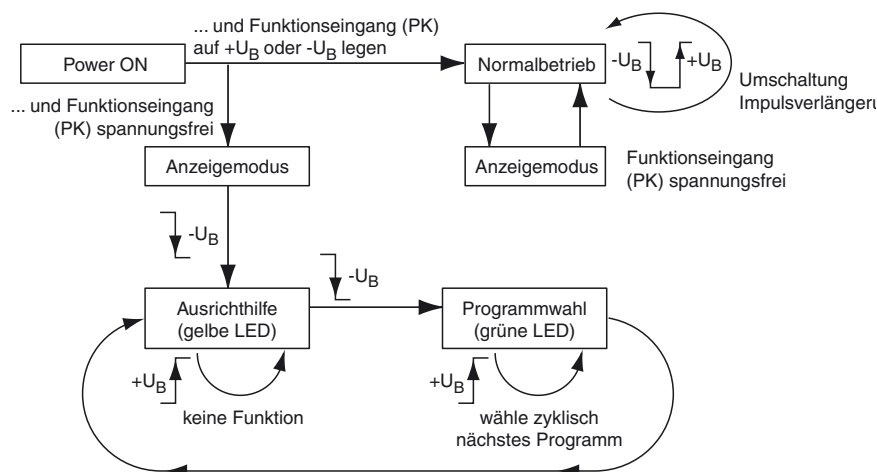 ... und Funktionseingang (PK)
auf +UB oder -UB legen
Power ON
Normalbetrieb
-UB
+UB
Umschaltung
Impulsverlängeru
... und Funktionseingang
(PK) spannungsfrei
Anzeigemodus
Anzeigemodus
Funktionseingang
(PK) spannungsfrei
-UB
-UB
Ausrichthilfe
(gelbe LED)
Programmwahl
(grüne LED)
+UB
keine Funktion
+UB
wähle zyklisch
nächstes Programm